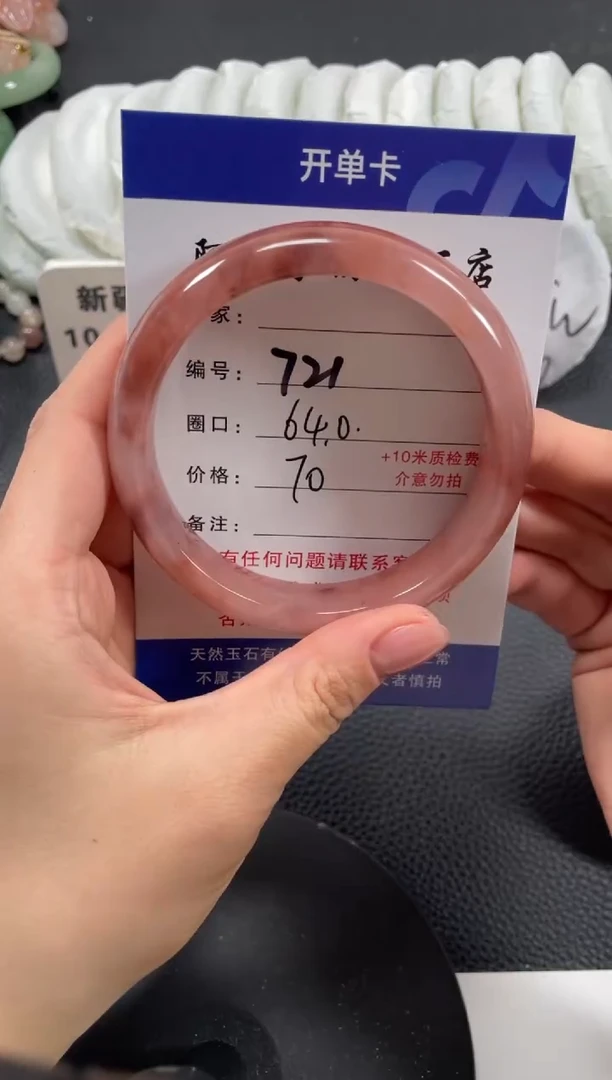 开单卡
店
新疆
家：
10
编号： 721
圈口： 64.0.
价格： 70
+10米质检费
介意勿拍
备注：
有任何问题请联系客
天然玉石有
不属于
者慎拍